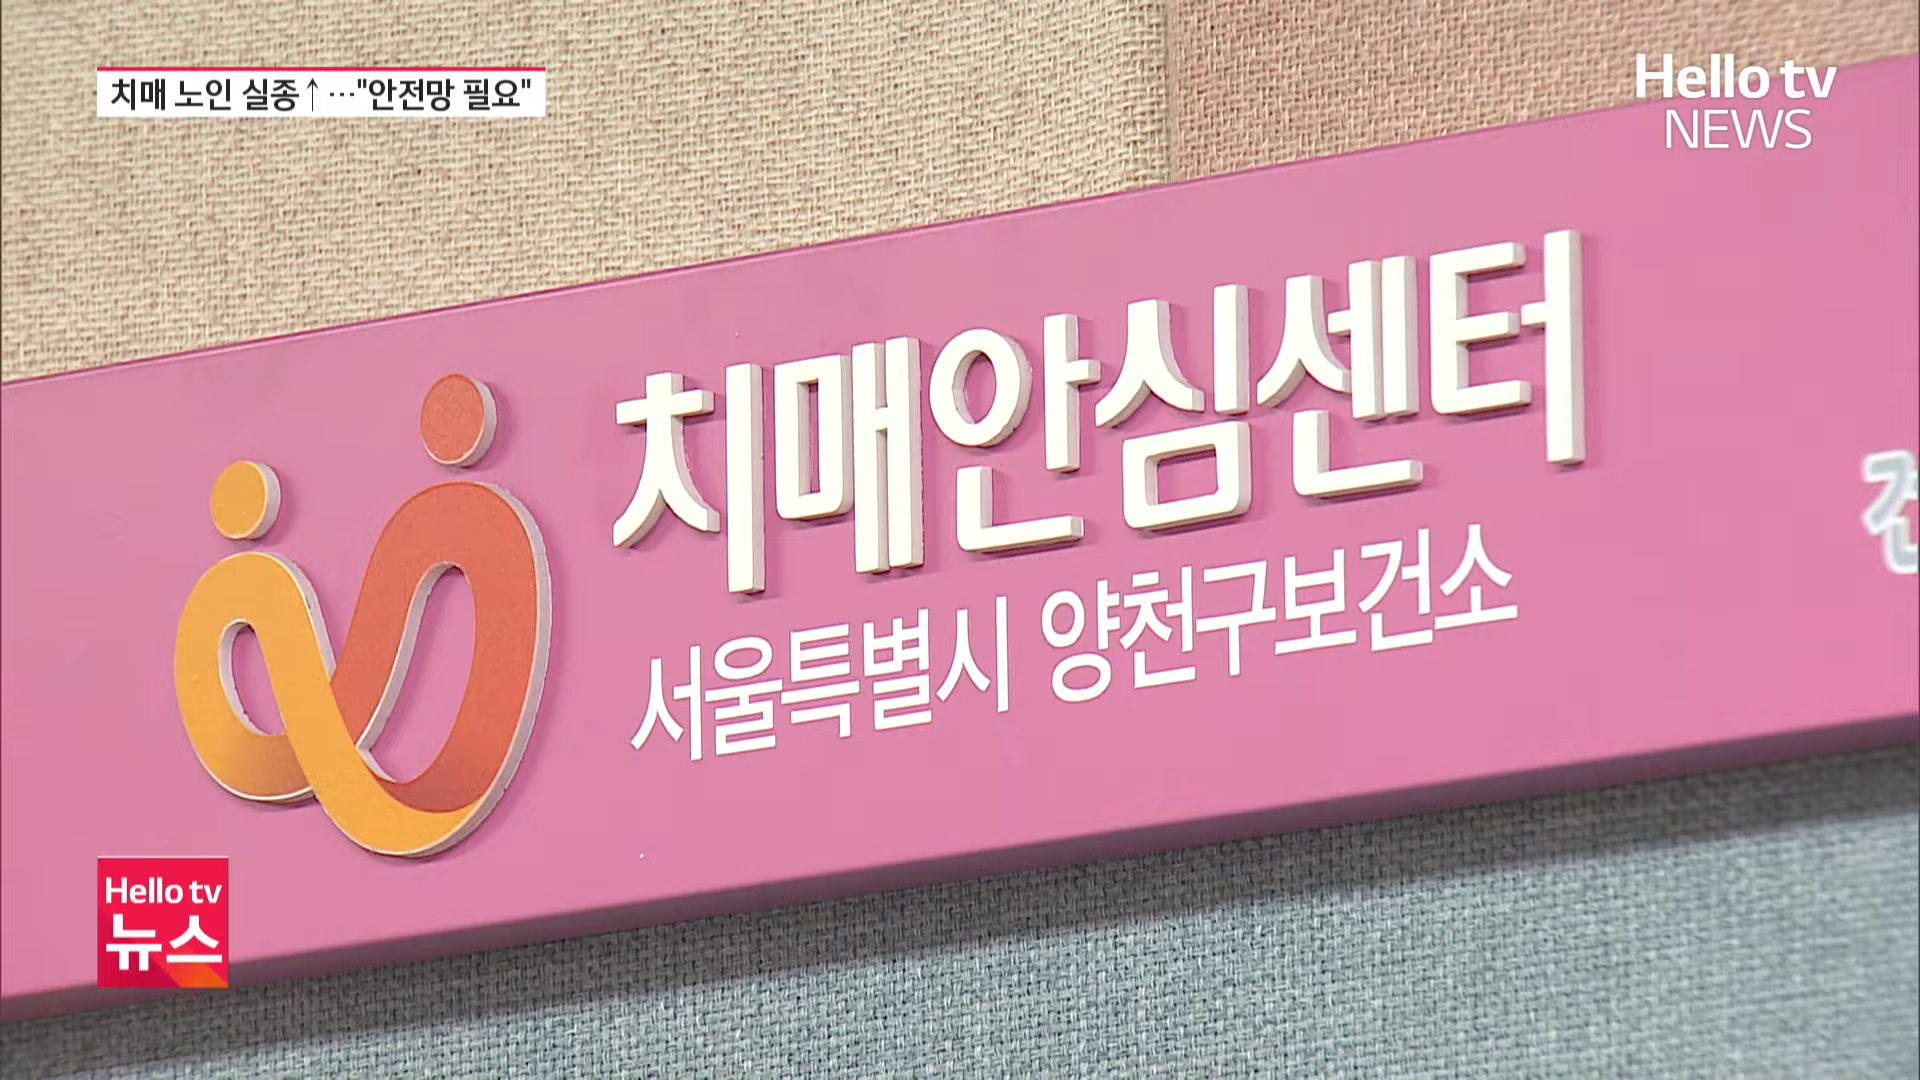 치매 노인 실종↑…"안전망 필요"
Hello tv
NEWS
치매안심센터
서울특별시 양천구보건소
Hello tv
뉴스